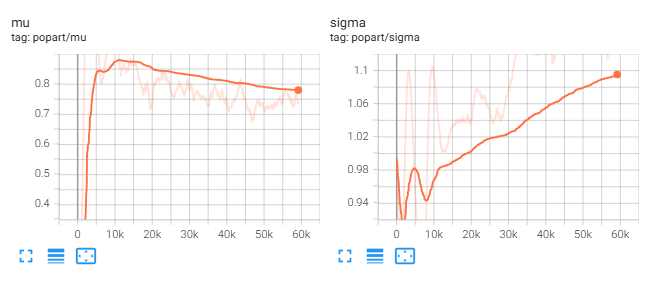 mu
tag: popart/mu
0.8
0.7
0.6
0.5
0.4
0 10k 20k 30k 40k 50k 60k
sigma
tag: popart/sigma
1.1
1.06
1.02
0.98
0.94
0 10k 20k 30k 40k 50k 60k